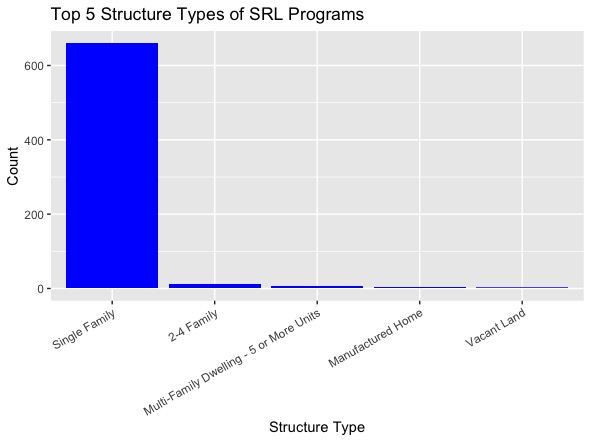 Top 5 Structure Types of SRL Programs
Count
600
400
200
0
Single Family
2-4 Family
Multi-Family Dwelling - 5 or More Units
Manufactured Home
Vacant Land
Structure Type